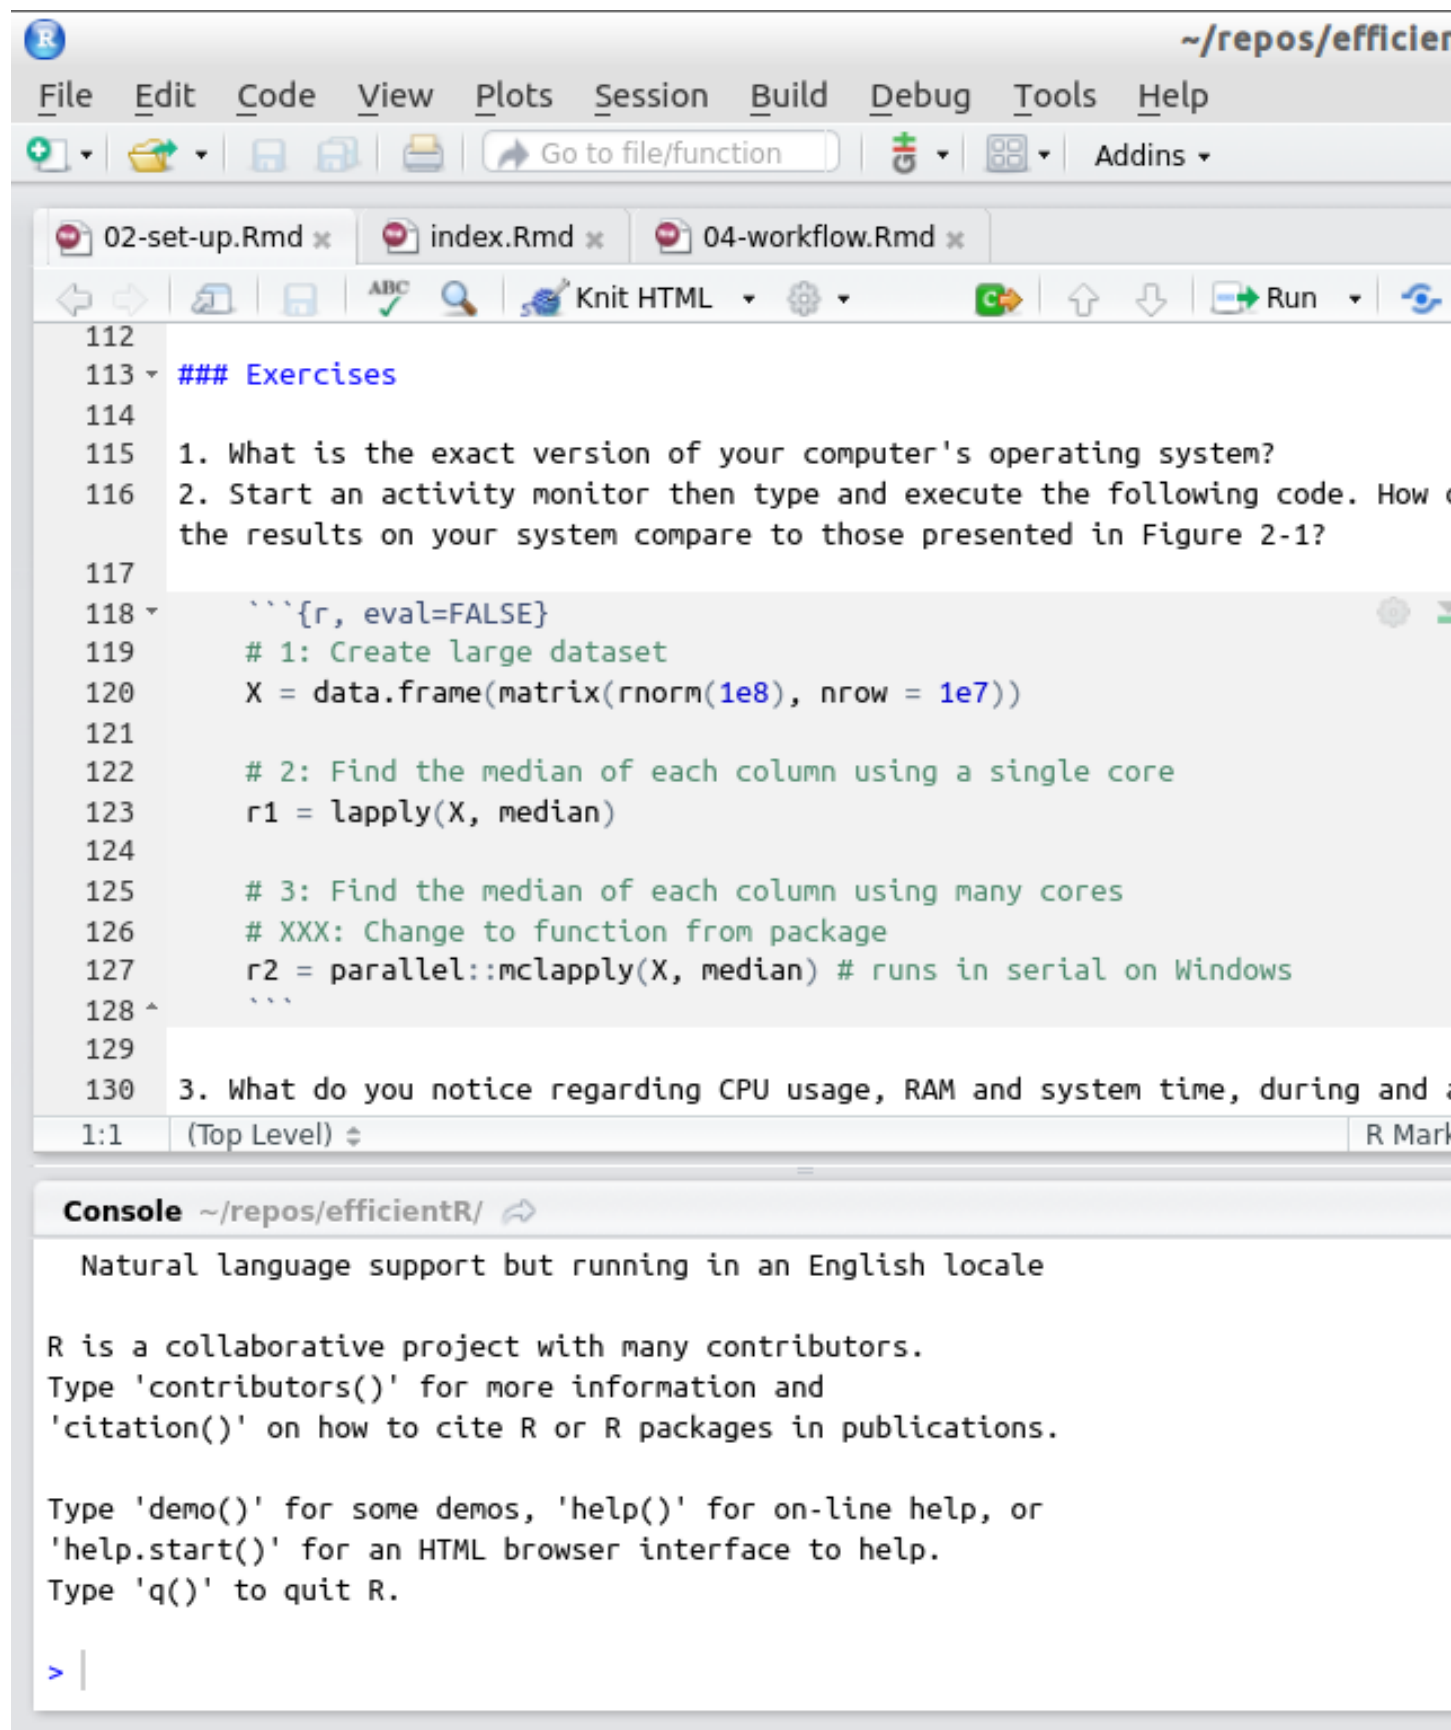 R
~/repos/efficien
File Edit Code View Plots Session Build Debug Tools Help
Go to file/function Addins
02-set-up.Rmd index.Rmd 04-workflow.Rmd
ABC Knit HTML Run
112
113 ### Exercises
114
115 1. What is the exact version of your computer's operating system?
116 2. Start an activity monitor then type and execute the following code. How
the results on your system compare to those presented in Figure 2-1?
117
118 ```{r, eval=FALSE}
119 # 1: Create large dataset
120 X = data.frame(matrix(rnorm(1e8), nrow = 1e7))
121
122 # 2: Find the median of each column using a single core
123 r1 = lapply(X, median)
124
125 # 3: Find the median of each column using many cores
126 # XXX: Change to function from package
127 r2 = parallel::mclapply(X, median) # runs in serial on Windows
128 ```
129
130 3. What do you notice regarding CPU usage, RAM and system time, during and
1:1 (Top Level) R Mark
Console ~/repos/efficientR/
Natural language support but running in an English locale
R is a collaborative project with many contributors.
Type 'contributors()' for more information and
'citation()' on how to cite R or R packages in publications.
Type 'demo()' for some demos, 'help()' for on-line help, or
'help.start()' for an HTML browser interface to help.
Type 'q()' to quit R.
>